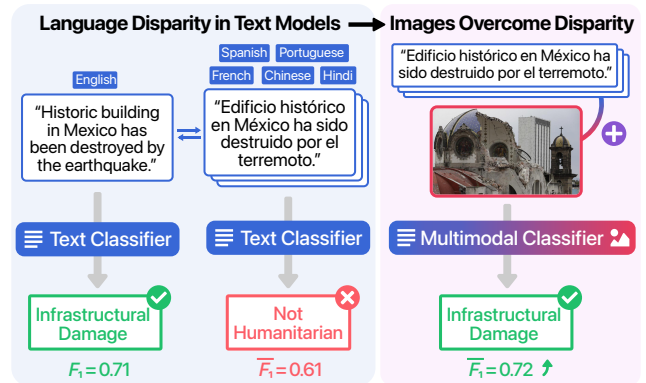 Language Disparity in Text Models
Images Overcome Disparity
English
Spanish Portuguese
French Chinese Hindi
“Historic building
in Mexico has
been destroyed by
the earthquake.”
“Edificio histórico
en México ha sido
destruido por el
terremoto.”
“Edificio histórico en México ha
sido destruido por el terremoto.”
Text Classifier
Text Classifier
Multimodal Classifier
Infrastructural
Damage
Not
Humanitarian
Infrastructural
Damage
F₁ = 0.71
F̅₁ = 0.61
F̅₁ = 0.72